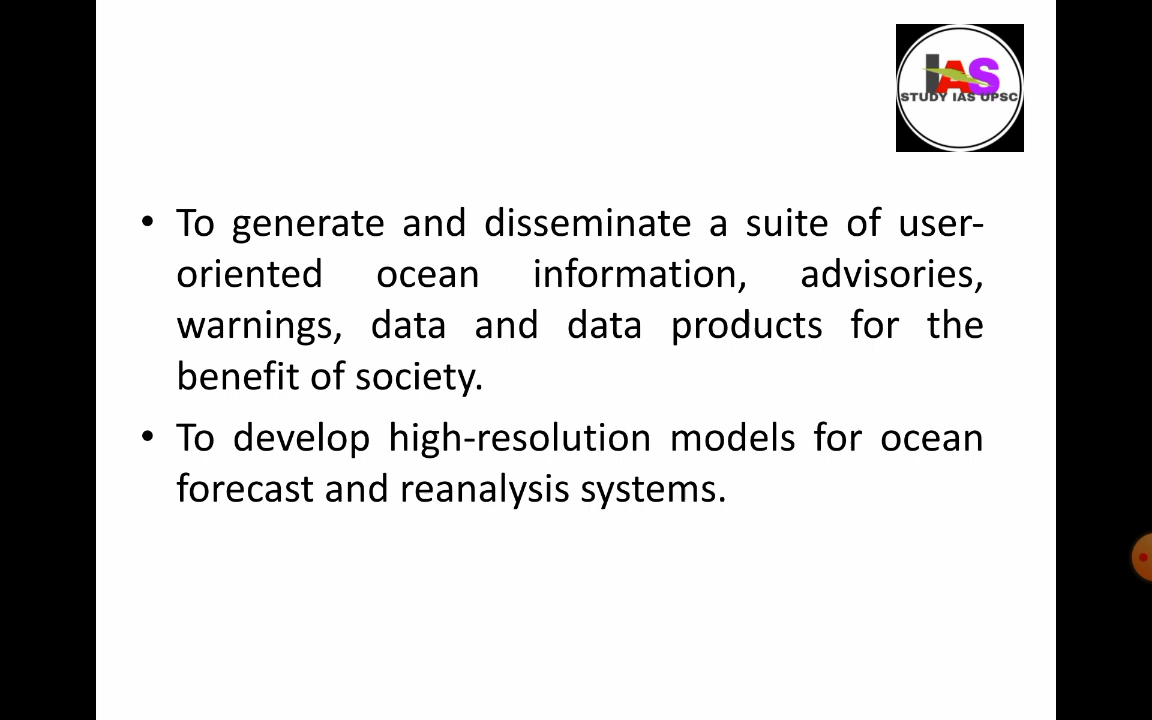 IAS
STUDY IAS UPSC
• To generate and disseminate a suite of user-
oriented ocean information, advisories,
warnings, data and data products for the
benefit of society.
• To develop high-resolution models for ocean
forecast and reanalysis systems.